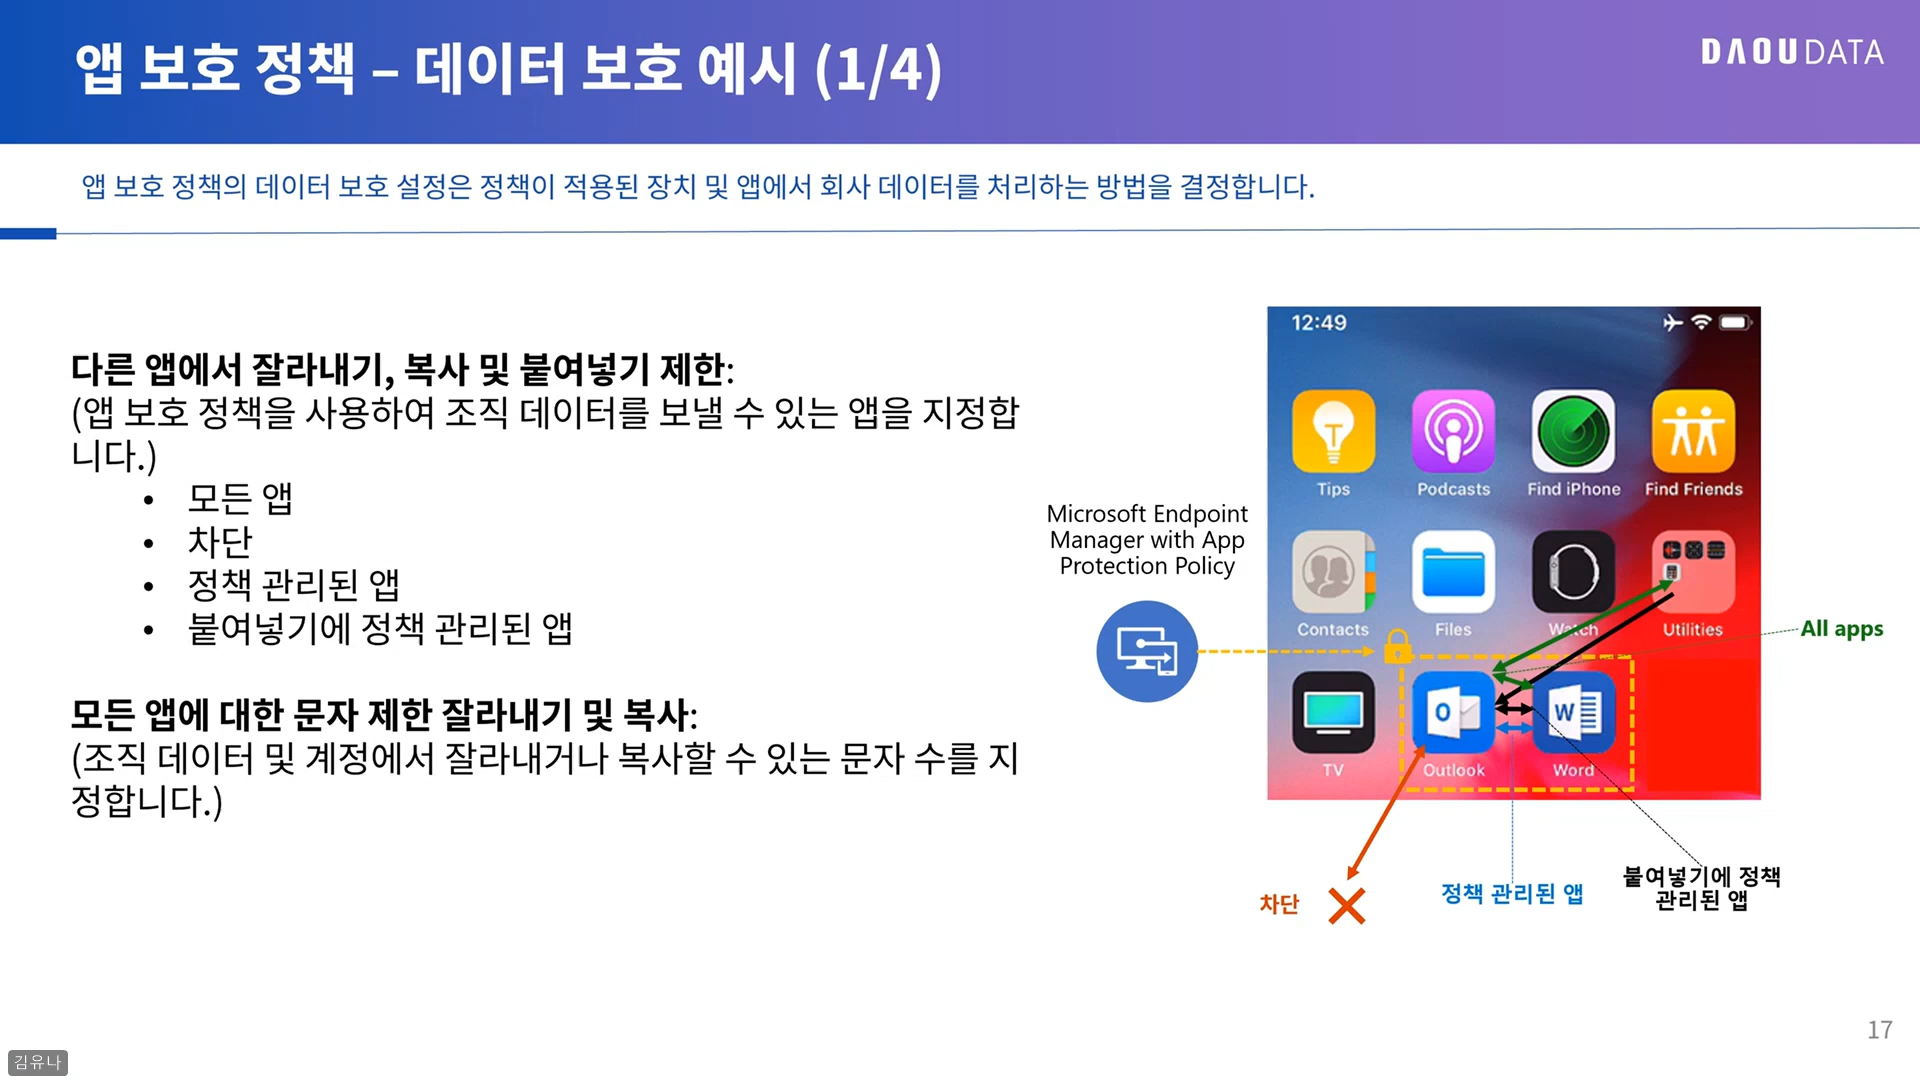 앱 보호 정책 – 데이터 보호 예시 (1/4)
DAOU DATA
앱 보호 정책의 데이터 보호 설정은 정책이 적용된 장치 및 앱에서 회사 데이터를 처리하는 방법을 결정합니다.
다른 앱에서 잘라내기, 복사 및 붙여넣기 제한:
(앱 보호 정책을 사용하여 조직 데이터를 보낼 수 있는 앱을 지정합
니다.)
• 모든 앱
• 차단
• 정책 관리된 앱
• 붙여넣기에 정책 관리된 앱
모든 앱에 대한 문자 제한 잘라내기 및 복사:
(조직 데이터 및 계정에서 잘라내거나 복사할 수 있는 문자 수를 지
정합니다.)
Microsoft Endpoint
Manager with App
Protection Policy
12:49
Tips
Podcasts
Find iPhone
Find Friends
Contacts
Files
Watch
Utilities
TV
Outlook
Word
All apps
차단
정책 관리된 앱
붙여넣기에 정책
관리된 앱
17
김유나